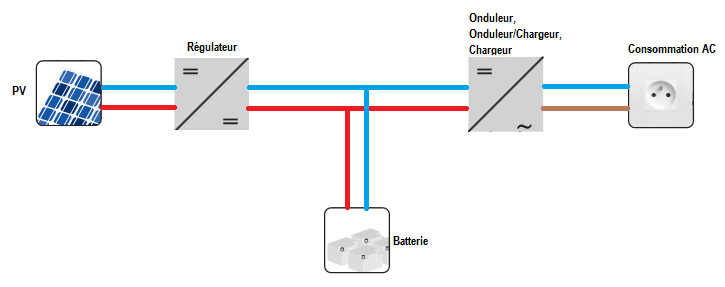 Onduleur,
Onduleur/Chargeur,
Chargeur
Régulateur
Consommation AC
PV
Batterie